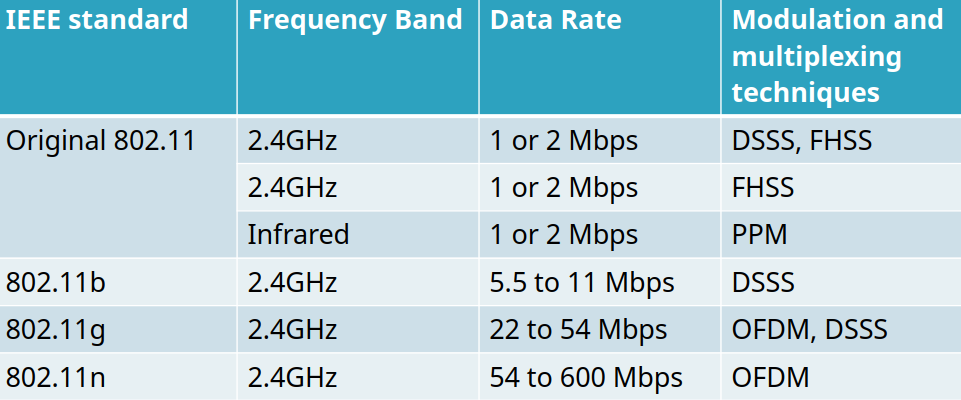 IEEE standard Frequency Band Data Rate Modulation and
multiplexing
techniques
Original 802.11 2.4GHz 1 or 2 Mbps DSSS, FHSS
2.4GHz 1 or 2 Mbps FHSS
Infrared 1 or 2 Mbps PPM
802.11b 2.4GHz 5.5 to 11 Mbps DSSS
802.11g 2.4GHz 22 to 54 Mbps OFDM, DSSS
802.11n 2.4GHz 54 to 600 Mbps OFDM